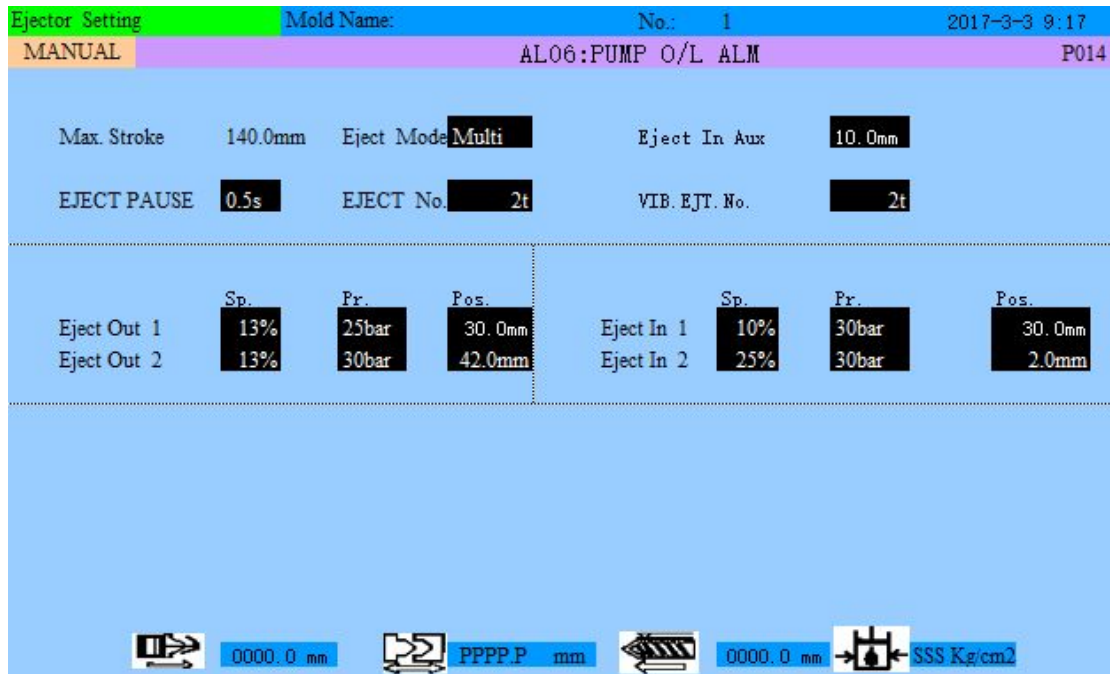 Ejector Setting Mold Name: No.: 1 2017-3-3 9:17
MANUAL AL06:PUMP O/L ALM P014
Max. Stroke 140.0mm Eject Mode Multi Eject In Aux 10.0mm
EJECT PAUSE 0.5s EJECT No. 2t VIB.EJT.No. 2t
Sp. Pr. Pos. Sp. Pr. Pos.
Eject Out 1 13% 25bar 30.0mm Eject In 1 10% 30bar 30.0mm
Eject Out 2 13% 30bar 42.0mm Eject In 2 25% 30bar 2.0mm
0000.0 mm PPPP.P mm 0000.0 mm SSS Kg/cm2